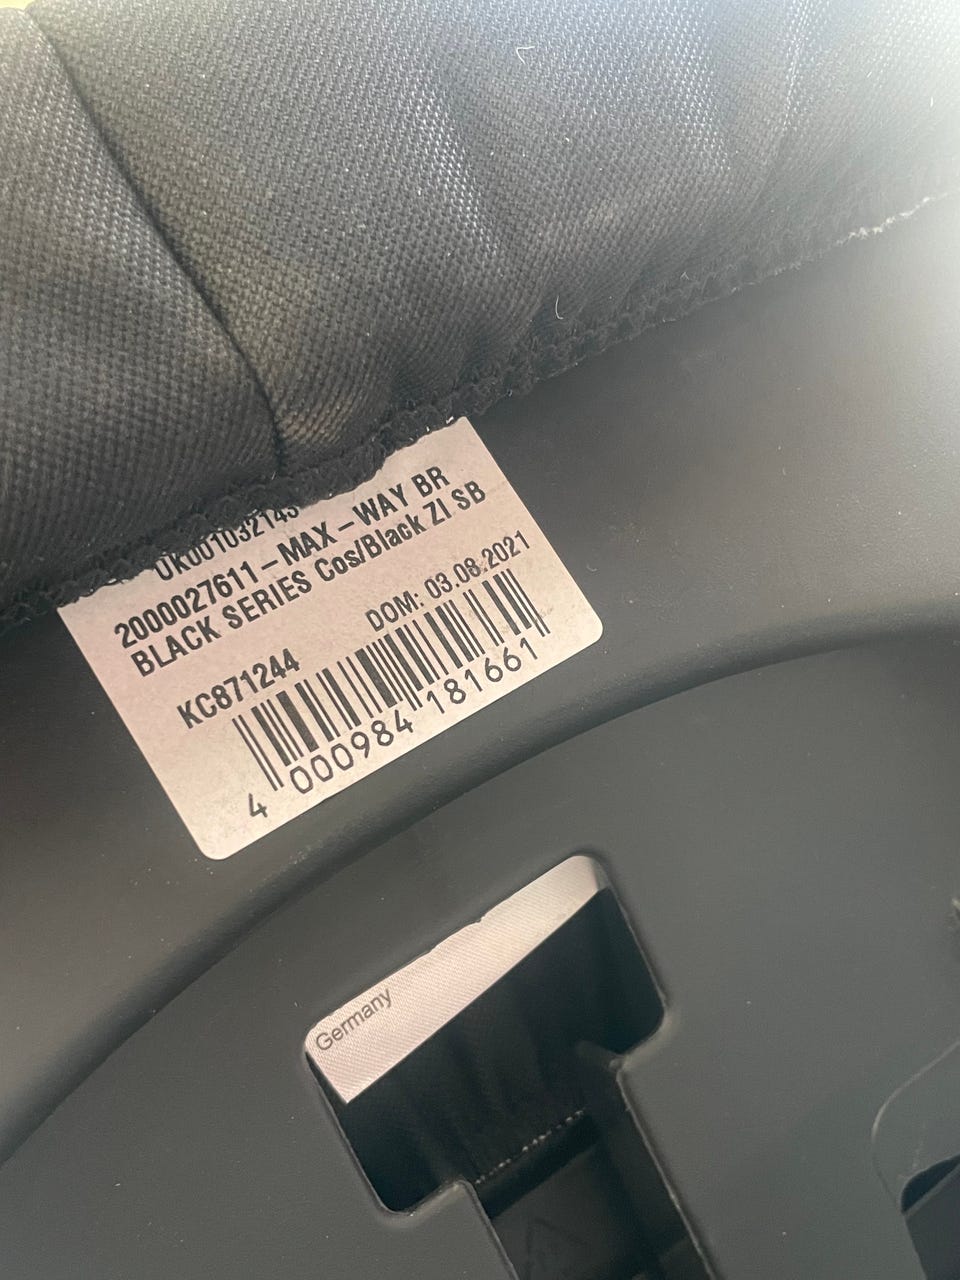 UK001032145
2000027611 – MAX – WAY BR
BLACK SERIES Cos/Black ZI SB
KC871244 DOM: 03.08.2021
4 000984 181661
Germany